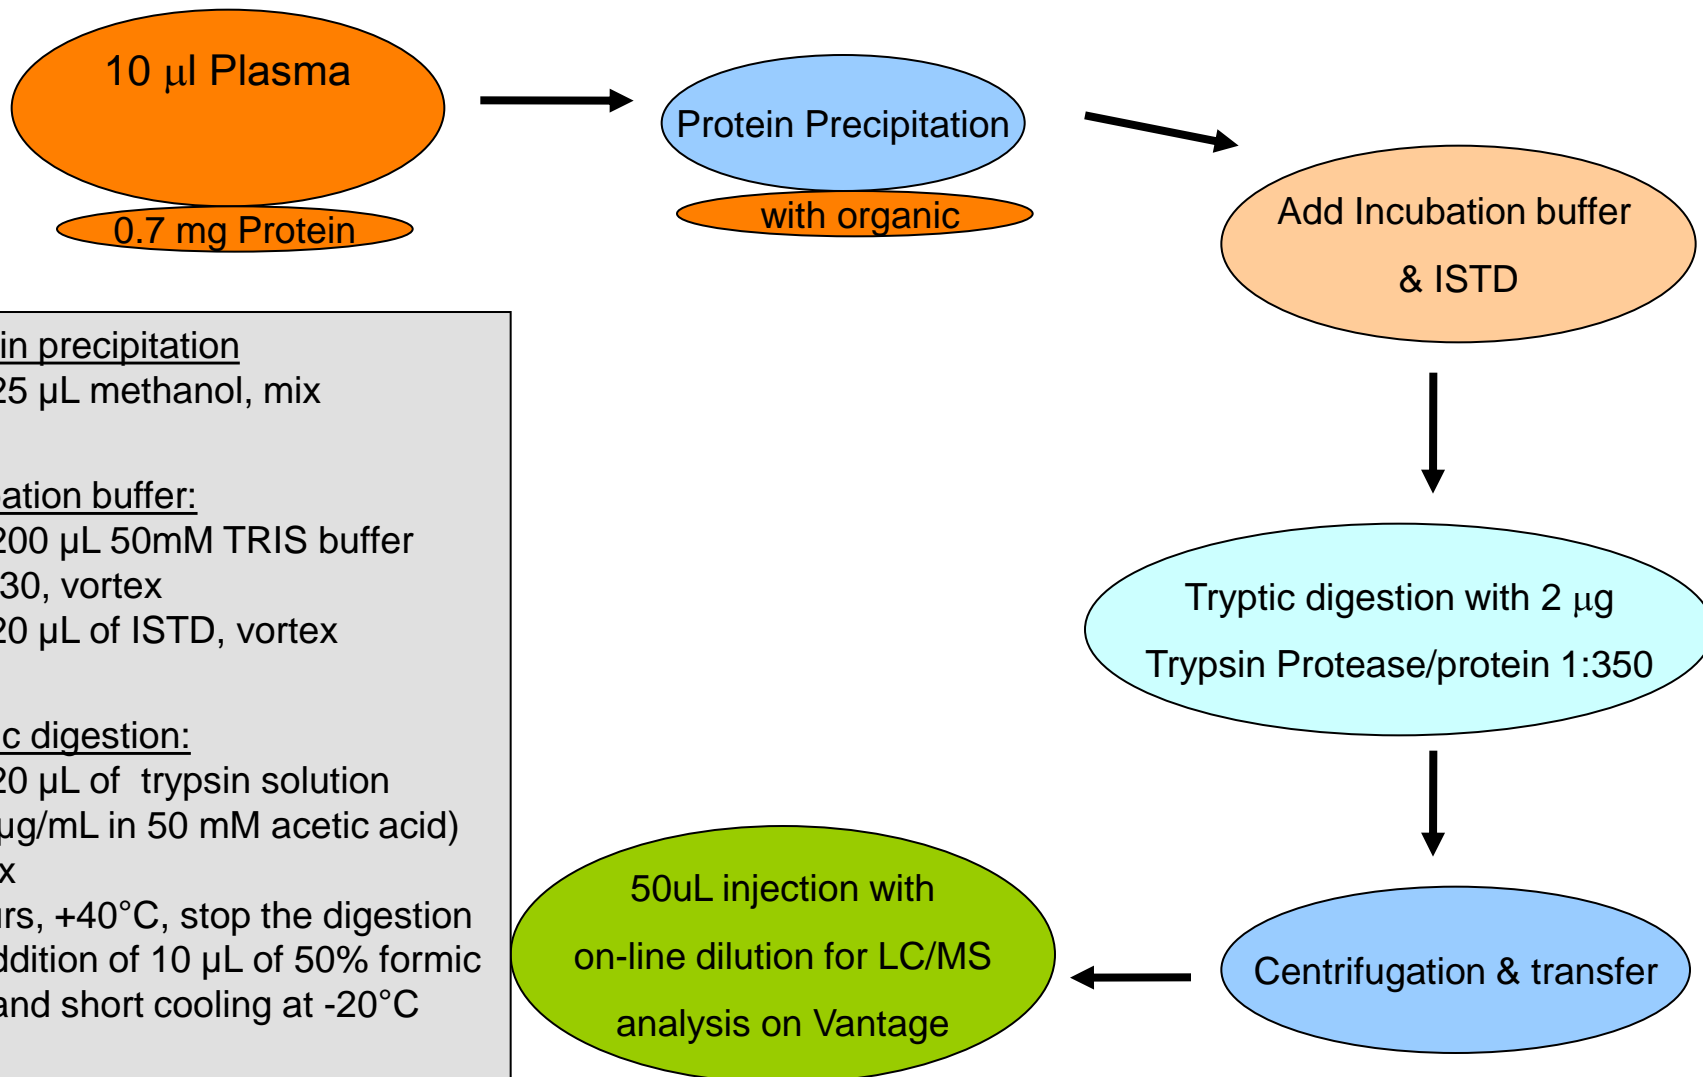 10 μl Plasma
0.7 mg Protein
Protein Precipitation
with organic
Add Incubation buffer
& ISTD
Tryptic digestion with 2 μg
Trypsin Protease/protein 1:350
Centrifugation & transfer
50uL injection with
on-line dilution for LC/MS
analysis on Vantage
in precipitation
25 µL methanol, mix
ation buffer:
200 µL 50mM TRIS buffer
30, vortex
20 µL of ISTD, vortex
c digestion:
20 µL of trypsin solution
µg/mL in 50 mM acetic acid)
x
urs, +40°C, stop the digestion
ddition of 10 µL of 50% formic
and short cooling at -20°C